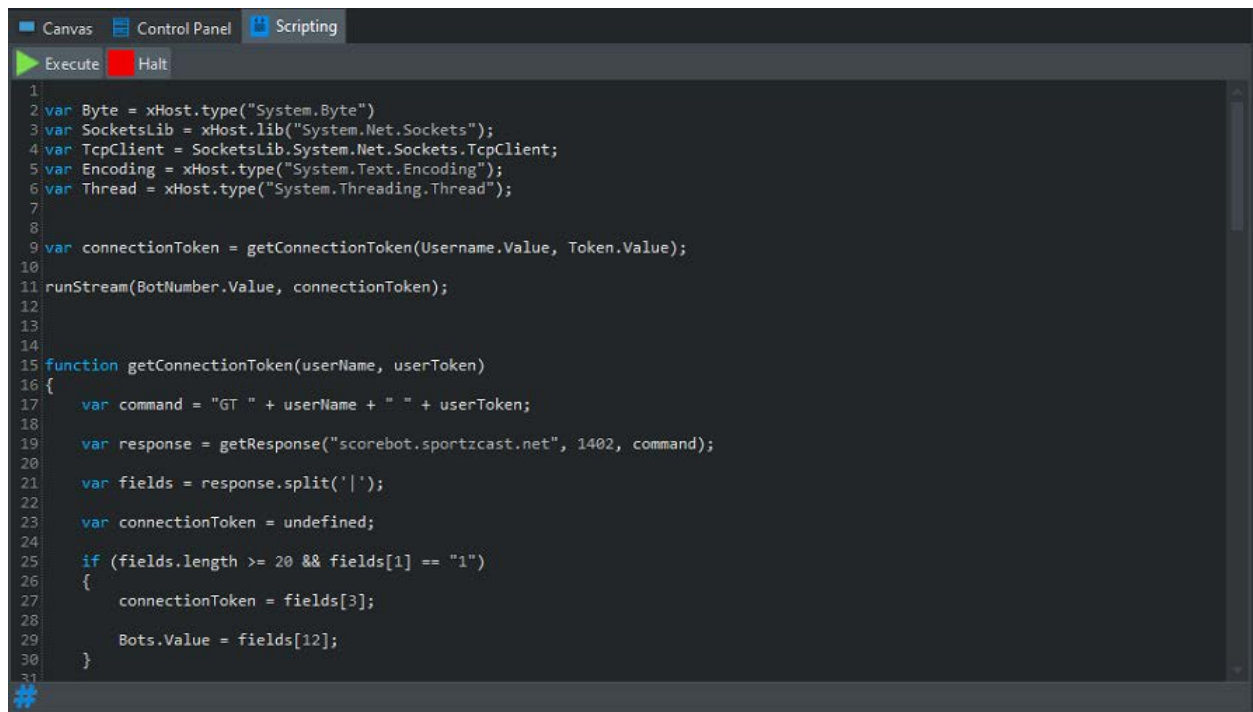 Canvas Control Panel Scripting
Execute Halt
1
2 var Byte = xHost.type("System.Byte")
3 var SocketsLib = xHost.lib("System.Net.Sockets");
4 var TcpClient = SocketsLib.System.Net.Sockets.TcpClient;
5 var Encoding = xHost.type("System.Text.Encoding");
6 var Thread = xHost.type("System.Threading.Thread");
7
8
9 var connectionToken = getConnectionToken(Username.Value, Token.Value);
10
11 runStream(BotNumber.Value, connectionToken);
12
13
14
15 function getConnectionToken(userName, userToken)
16 {
17 var command = "GT " + userName + " " + userToken;
18
19 var response = getResponse("scorebot.sportzcast.net", 1402, command);
20
21 var fields = response.split('|');
22
23 var connectionToken = undefined;
24
25 if (fields.length >= 20 && fields[1] == "1")
26 {
27 connectionToken = fields[3];
28
29 Bots.Value = fields[12];
30 }
31
#